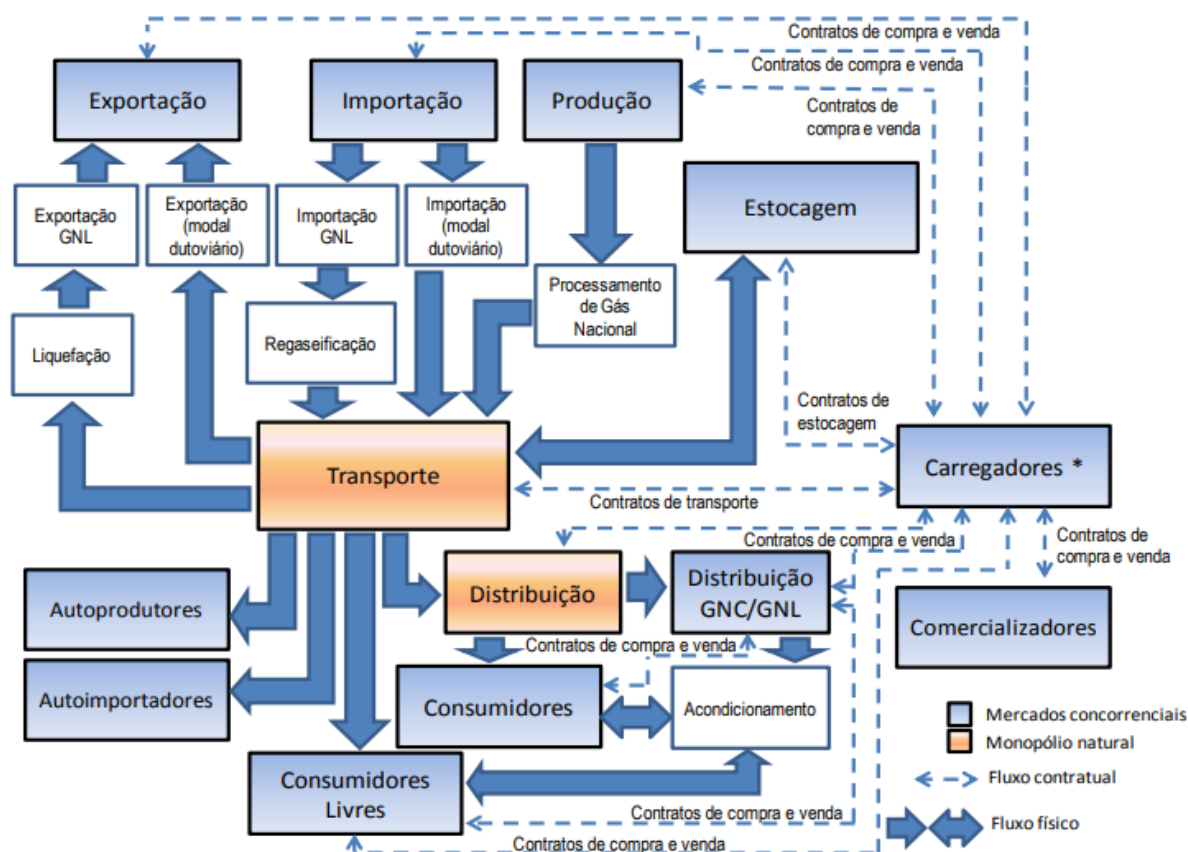 Contratos de compra e venda
Contratos de compra e venda
Exportação
Importação
Produção
Contratos de
compra e venda
Estocagem
Exportação
GNL
Exportação
(modal
dutoviário)
Importação
GNL
Importação
(modal
dutoviário)
Processamento
de Gás
Nacional
Liquefação
Regaseificação
Contratos de
estocagem
Transporte
Carregadores *
Contratos de transporte
Contratos de compra e venda
Contratos de
compra e venda
Autoprodutores
Distribuição
Distribuição
GNC/GNL
Comercializadores
Contratos de compra e venda
Autoimportadores
Consumidores
Acondicionamento
Mercados concorrenciais
Monopólio natural
Fluxo contratual
Fluxo físico
Consumidores
Livres
Contratos de compra e venda
Contratos de compra e venda